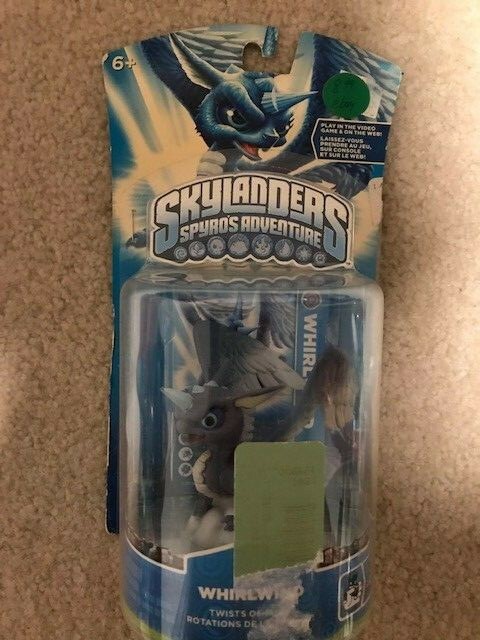 6+
PLAY IN THE VIDEO
GAME & ON THE WEB!
LAISSEZ-VOUS
PRENDRE AU JEU,
SUR CONSOLE
ET SUR LE WEB!
SKYLANDERS
SPYRO'S ADVENTURE
WHIRL
WHIRLW D
TWISTS OF
ROTATIONS DE